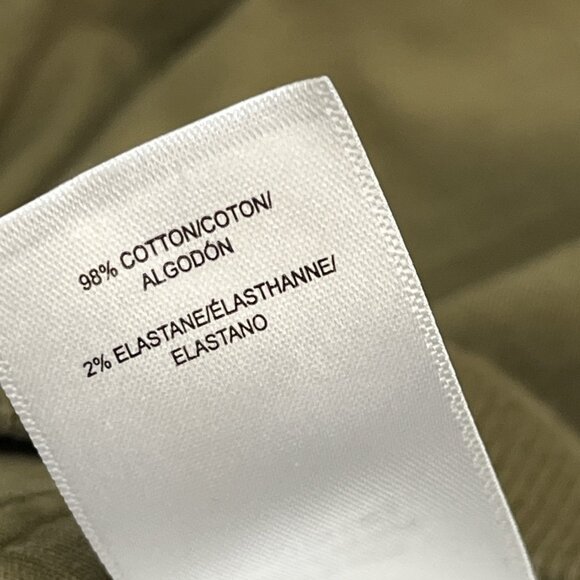 98% COTTON/COTON/
ALGODÓN
2% ELASTANE/ÉLASTHANNE/
ELASTANO